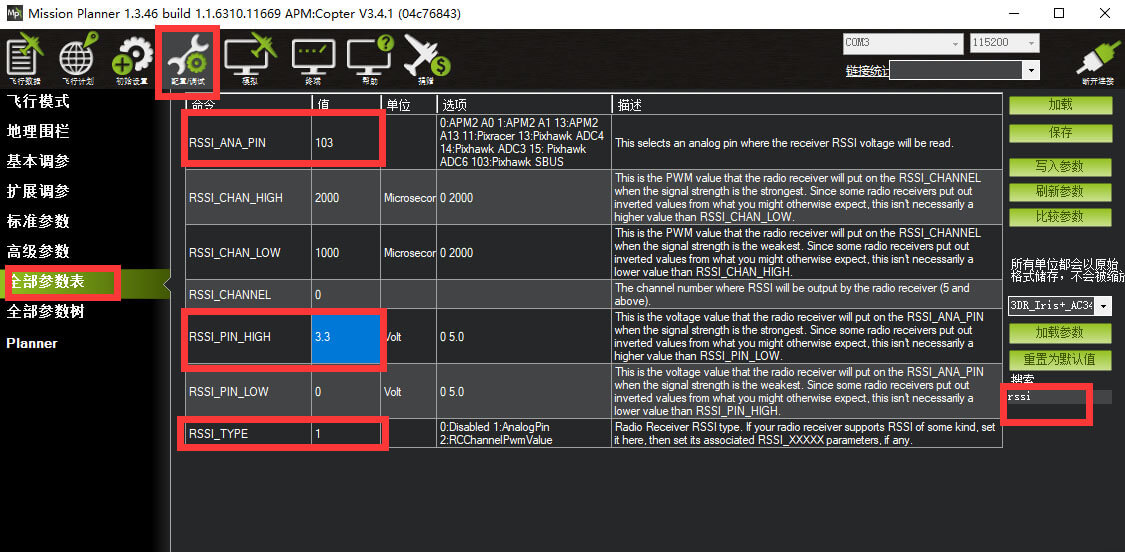 Mission Planner 1.3.46 build 1.1.6310.11669 APM:Copter V3.4.1 (04c76843)
飞行数据 飞行计划 初始设置 配置/调试 模拟 终端 帮助 捐赠
COM3 115200
链接统计
断开连接
飞行模式
地理围栏
基本调参
扩展调参
标准参数
高级参数
全部参数表
全部参数树
Planner
命令 值 单位 选项 描述
RSSI_ANA_PIN 103
0:APM2 A0 1:APM2 A1 13:APM2
A13 11:Pixracer 13:Pixhawk ADC4
14:Pixhawk ADC3 15: Pixhawk
ADC6 103:Pixhawk SBUS
This selects an analog pin where the receiver RSSI voltage will be read.
RSSI_CHAN_HIGH 2000 Microsecor 0 2000
This is the PWM value that the radio receiver will put on the RSSI_CHANNEL
when the signal strength is the strongest. Since some radio receivers put out
inverted values from what you might otherwise expect, this isn't necessarily a
higher value than RSSI_CHAN_LOW.
RSSI_CHAN_LOW 1000 Microsecor 0 2000
This is the PWM value that the radio receiver will put on the RSSI_CHANNEL
when the signal strength is the weakest. Since some radio receivers put out
inverted values from what you might otherwise expect, this isn't necessarily a
lower value than RSSI_CHAN_HIGH.
RSSI_CHANNEL 0
The channel number where RSSI will be output by the radio receiver (5 and
above).
RSSI_PIN_HIGH 3.3 Volt 0 5.0
This is the voltage value that the radio receiver will put on the RSSI_ANA_PIN
when the signal strength is the strongest. Since some radio receivers put out
inverted values from what you might otherwise expect, this isn't necessarily a
higher value than RSSI_PIN_LOW.
RSSI_PIN_LOW 0 Volt 0 5.0
This is the voltage value that the radio receiver will put on the RSSI_ANA_PIN
when the signal strength is the weakest. Since some radio receivers put out
inverted values from what you might otherwise expect, this isn't necessarily a
lower value than RSSI_PIN_HIGH.
RSSI_TYPE 1
0:Disabled 1:AnalogPin
2:RCChannelPwmValue
Radio Receiver RSSI type. If your radio receiver supports RSSI of some kind, set
it here, then set its associated RSSI_XXXXX parameters, if any.
加载
保存
写入参数
刷新参数
比较参数
所有单位都会以原始
格式储存，不会被缩放
3DR_Iris+_AC34
加载参数
重置为默认值
搜索
rssi